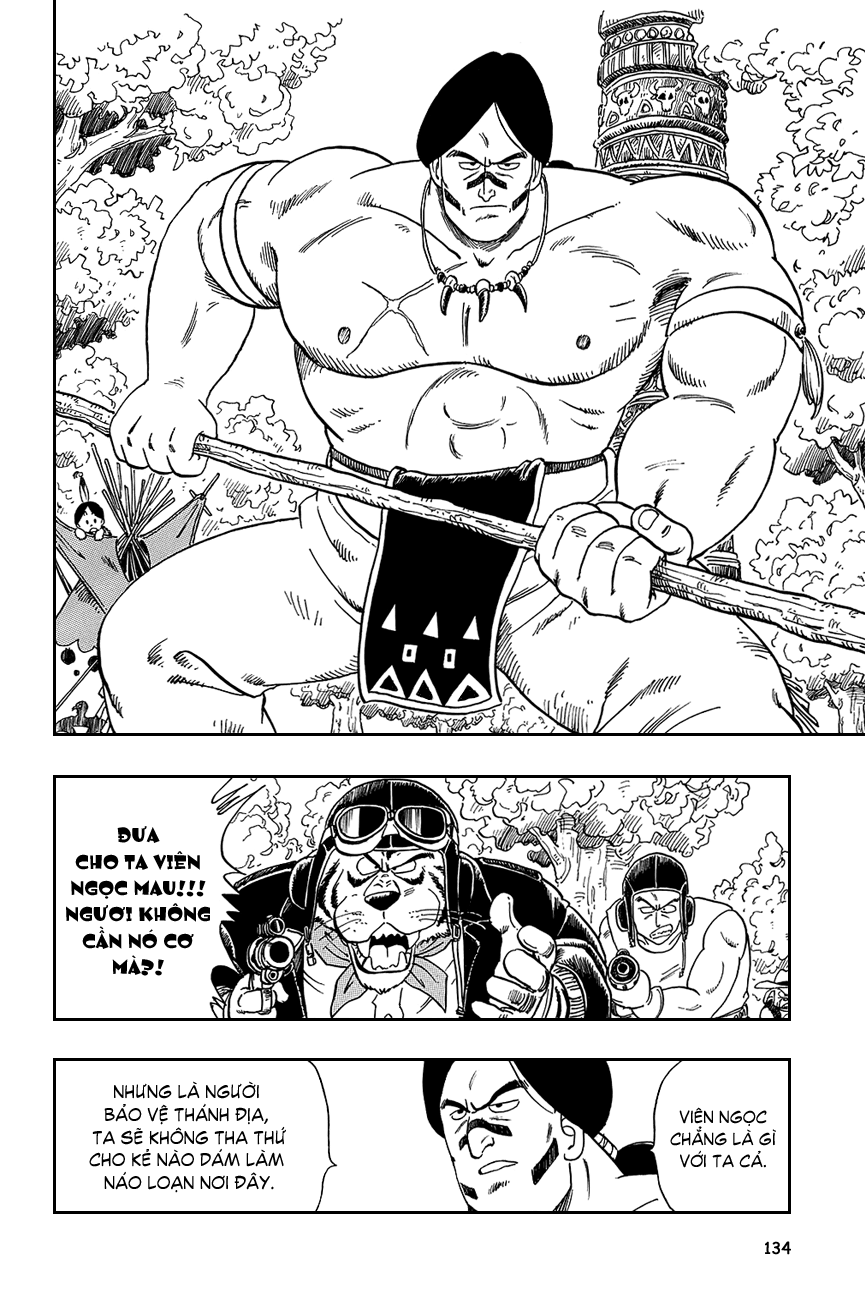 ĐƯA
CHO TA VIÊN
NGỌC MAU!!!
NGƯƠI KHÔNG
CẦN NÓ CƠ
MÀ?!
VIÊN NGỌC
CHẲNG LÀ GÌ
VỚI TA CẢ.
NHƯNG LÀ NGƯỜI
BẢO VỆ THÁNH ĐỊA,
TA SẼ KHÔNG THA THỨ
CHO KẺ NÀO DÁM LÀM
NÁO LOẠN NƠI ĐÂY.
134